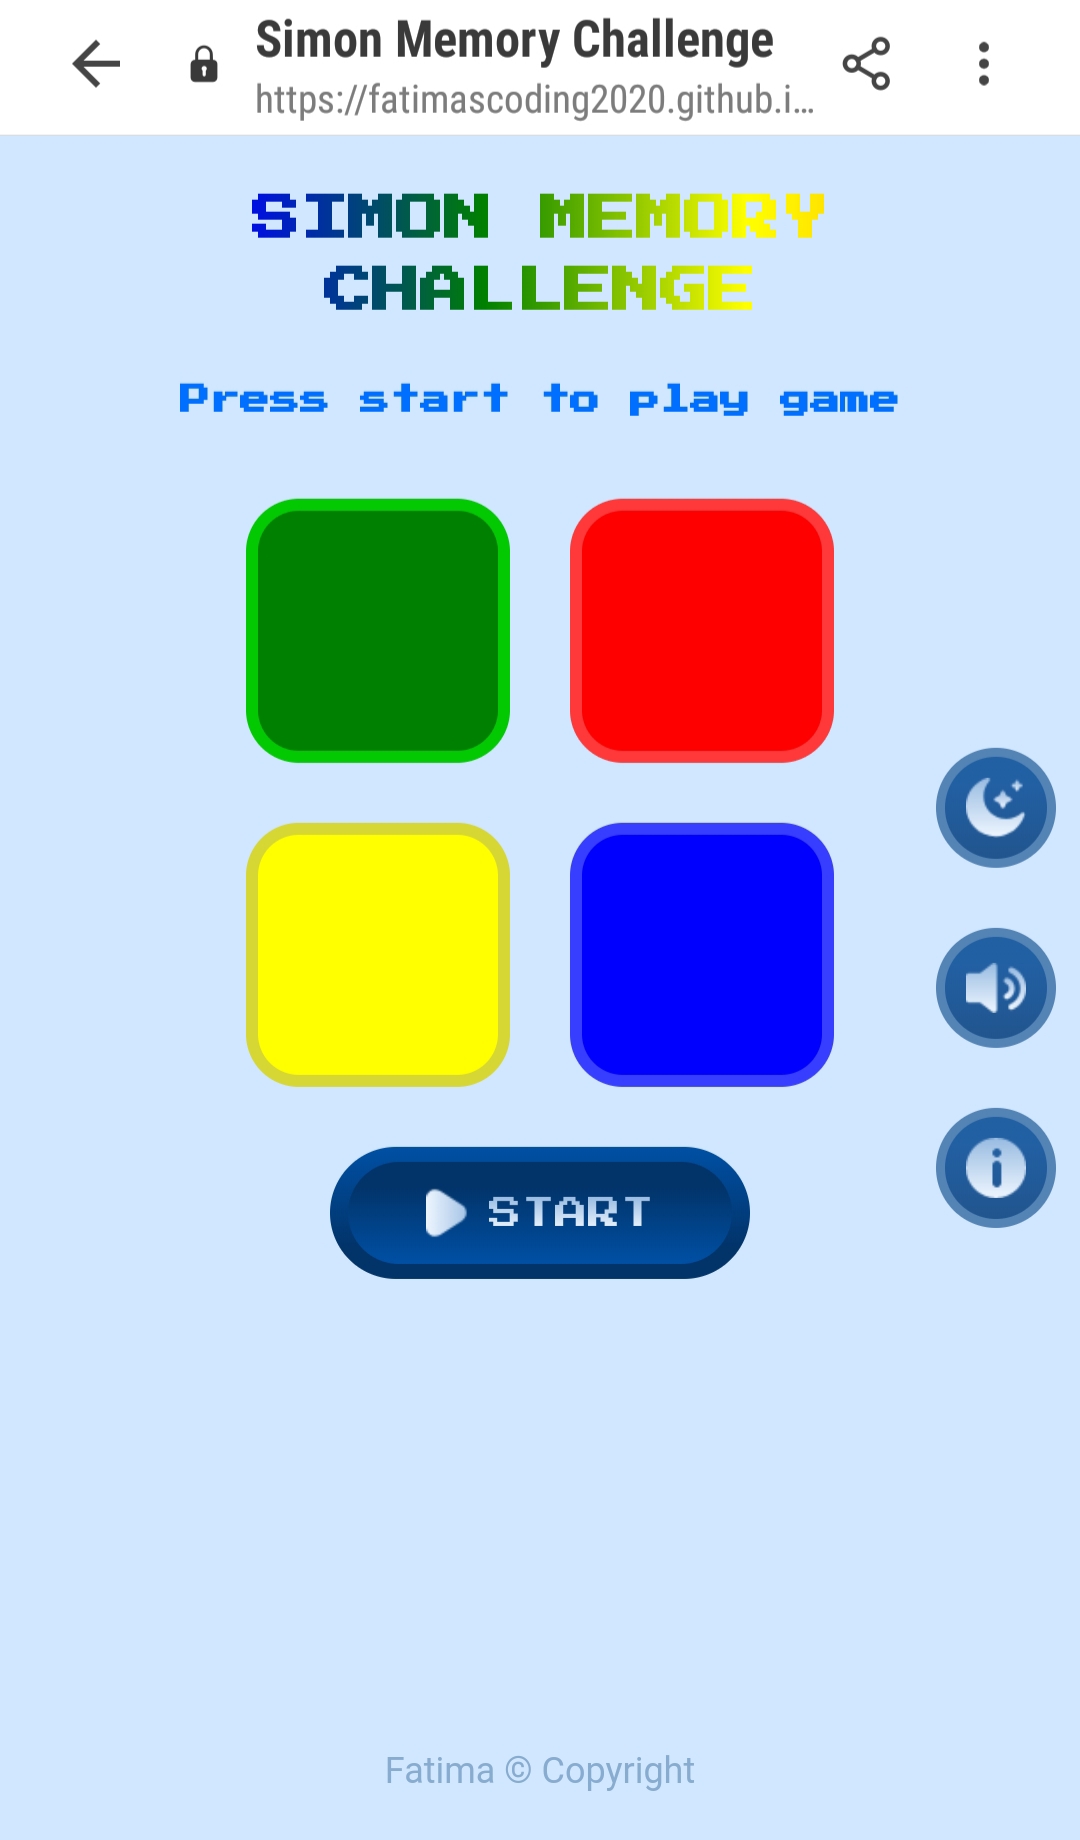 Simon Memory Challenge
https://fatimascoding2020.github.i...
SIMON MEMORY
CHALLENGE
Press start to play game
START
Fatima © Copyright